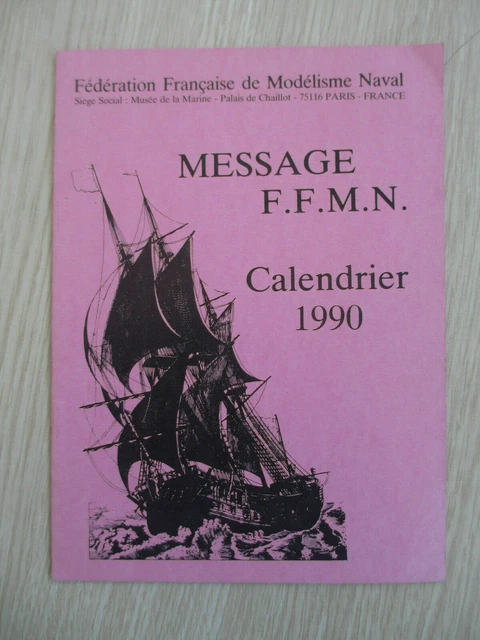 Fédération Française de Modélisme Naval
Siège Social : Musée de la Marine - Palais de Chaillot - 75116 PARIS - FRANCE
MESSAGE
F.F.M.N.
Calendrier
1990